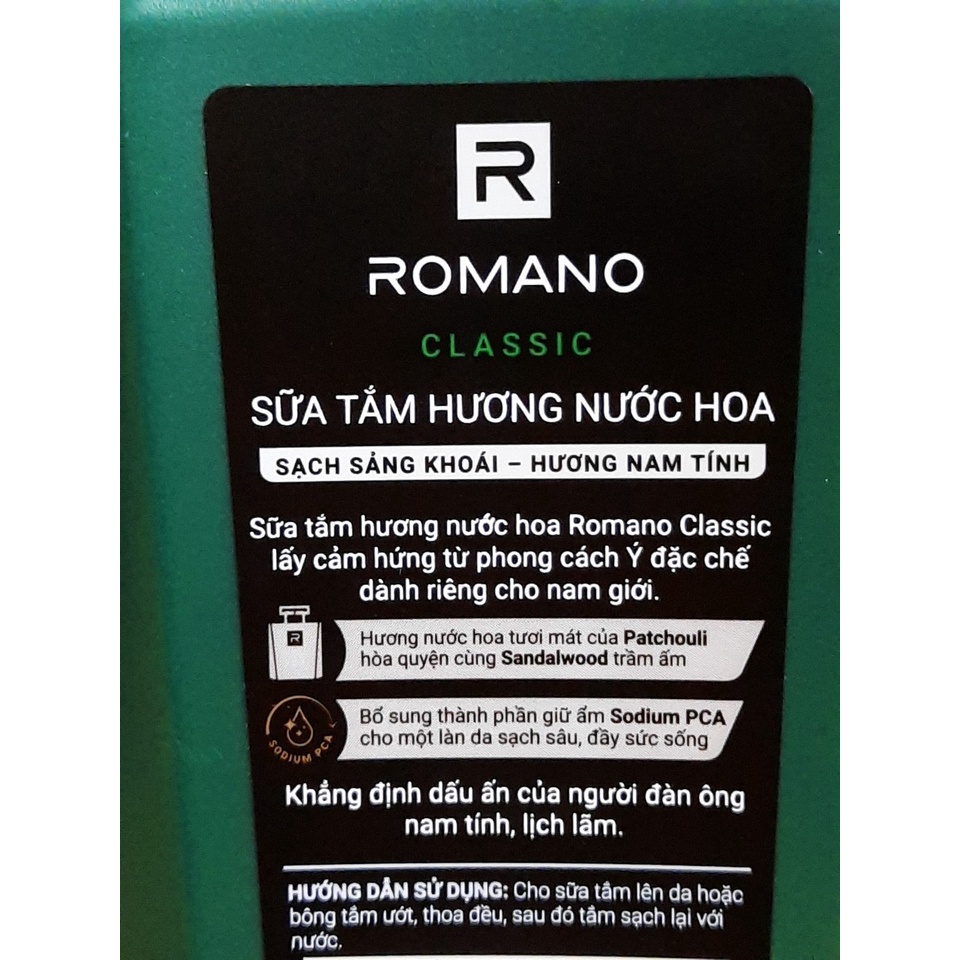 R
ROMANO
CLASSIC
SỮA TẮM HƯƠNG NƯỚC HOA
SẠCH SẢNG KHOÁI – HƯƠNG NAM TÍNH
Sữa tắm hương nước hoa Romano Classic
lấy cảm hứng từ phong cách Ý đặc chế
dành riêng cho nam giới.
R
Hương nước hoa tươi mát của Patchouli
hòa quyện cùng Sandalwood trầm ấm
SODIUM PCA
Bổ sung thành phần giữ ẩm Sodium PCA
cho một làn da sạch sâu, đầy sức sống
Khẳng định dấu ấn của người đàn ông
nam tính, lịch lãm.
HƯỚNG DẪN SỬ DỤNG: Cho sữa tắm lên da hoặc
bông tắm ướt, thoa đều, sau đó tắm sạch lại với
nước.